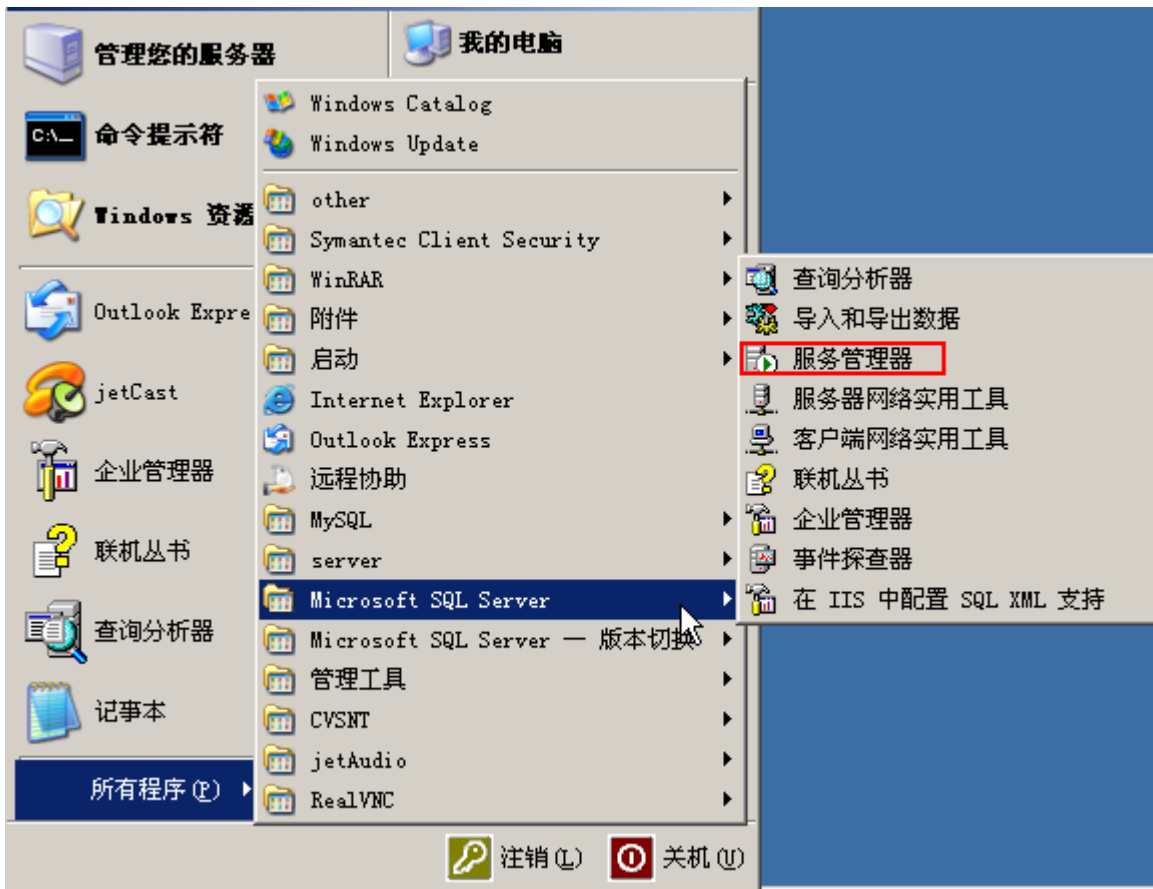 管理您的服务器
我的电脑
命令提示符
Windows 资源
Outlook Expre
jetCast
企业管理器
联机丛书
查询分析器
记事本
所有程序(P)
Windows Catalog
Windows Update
other
Symantec Client Security
WinRAR
附件
启动
Internet Explorer
Outlook Express
远程协助
MySQL
server
Microsoft SQL Server
Microsoft SQL Server — 版本切换
管理工具
CVSNT
jetAudio
RealVNC
查询分析器
导入和导出数据
服务管理器
服务器网络实用工具
客户端网络实用工具
联机丛书
企业管理器
事件探查器
在 IIS 中配置 SQL XML 支持
注销(L)
关机(U)
C:\_